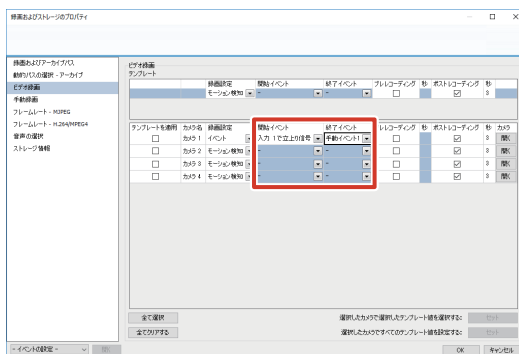 録画およびストレージのプロパティ
録画およびアーカイブパス
動的パスの選択 - アーカイブ
ビデオ録画
手動録画
フレームレート - MJPEG
フレームレート - H.264/MPEG4
音声の選択
ストレージ情報
ビデオ録画
テンプレート
録画設定 開始イベント 終了イベント プレレコーディング 秒 ポストレコーディング 秒
モーション検知 - - 3
テンプレートを適用 カメラ名 録画設定 開始イベント 終了イベント レレコーディング 秒 ポストレコーディング 秒 カメラ
カメラ 1 イベント 入力 1で立上り信号 手動イベント1 3 開く
カメラ 2 モーション検知 - - 3 開く
カメラ 3 モーション検知 - - 3 開く
カメラ 4 モーション検知 - - 3 開く
全て選択 選択したカメラで選択したテンプレート値を選択する: セット
全てクリアする 選択したカメラですべてのテンプレート値を設定する: セット
- イベントの設定 - 開く OK キャンセル